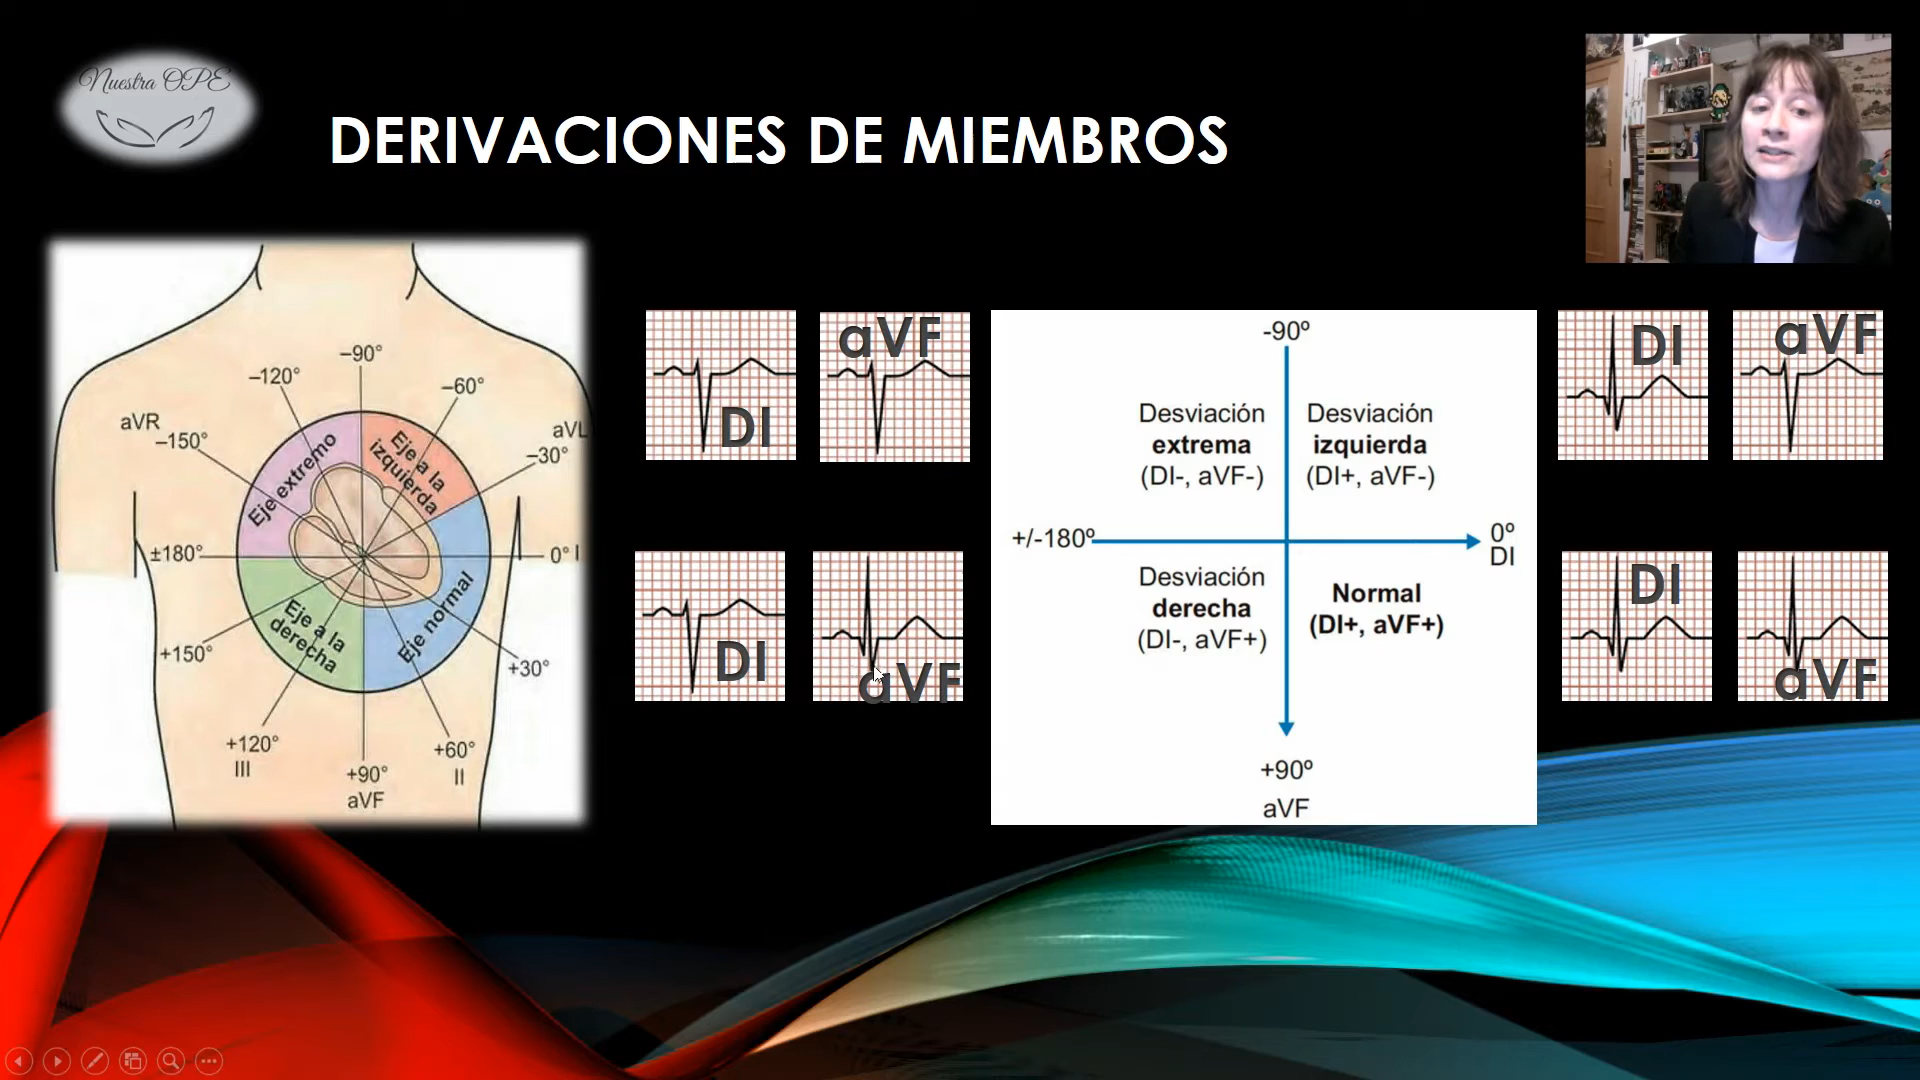 Nuestra OPE
DERIVACIONES DE MIEMBROS
–90°
–120°
–60°
aVR
–150°
aVL
–30°
Eje extremo
Eje a la
izquierda
±180°
0° I
Eje a la
derecha
Eje normal
+150°
+30°
+120°
III
+90°
aVF
+60°
II
DI
aVF
DI
aVF
-90º
Desviación
extrema
(DI-, aVF-)
Desviación
izquierda
(DI+, aVF-)
+/-180º
0º
DI
Desviación
derecha
(DI-, aVF+)
Normal
(DI+, aVF+)
+90º
aVF
DI
aVF
DI
aVF